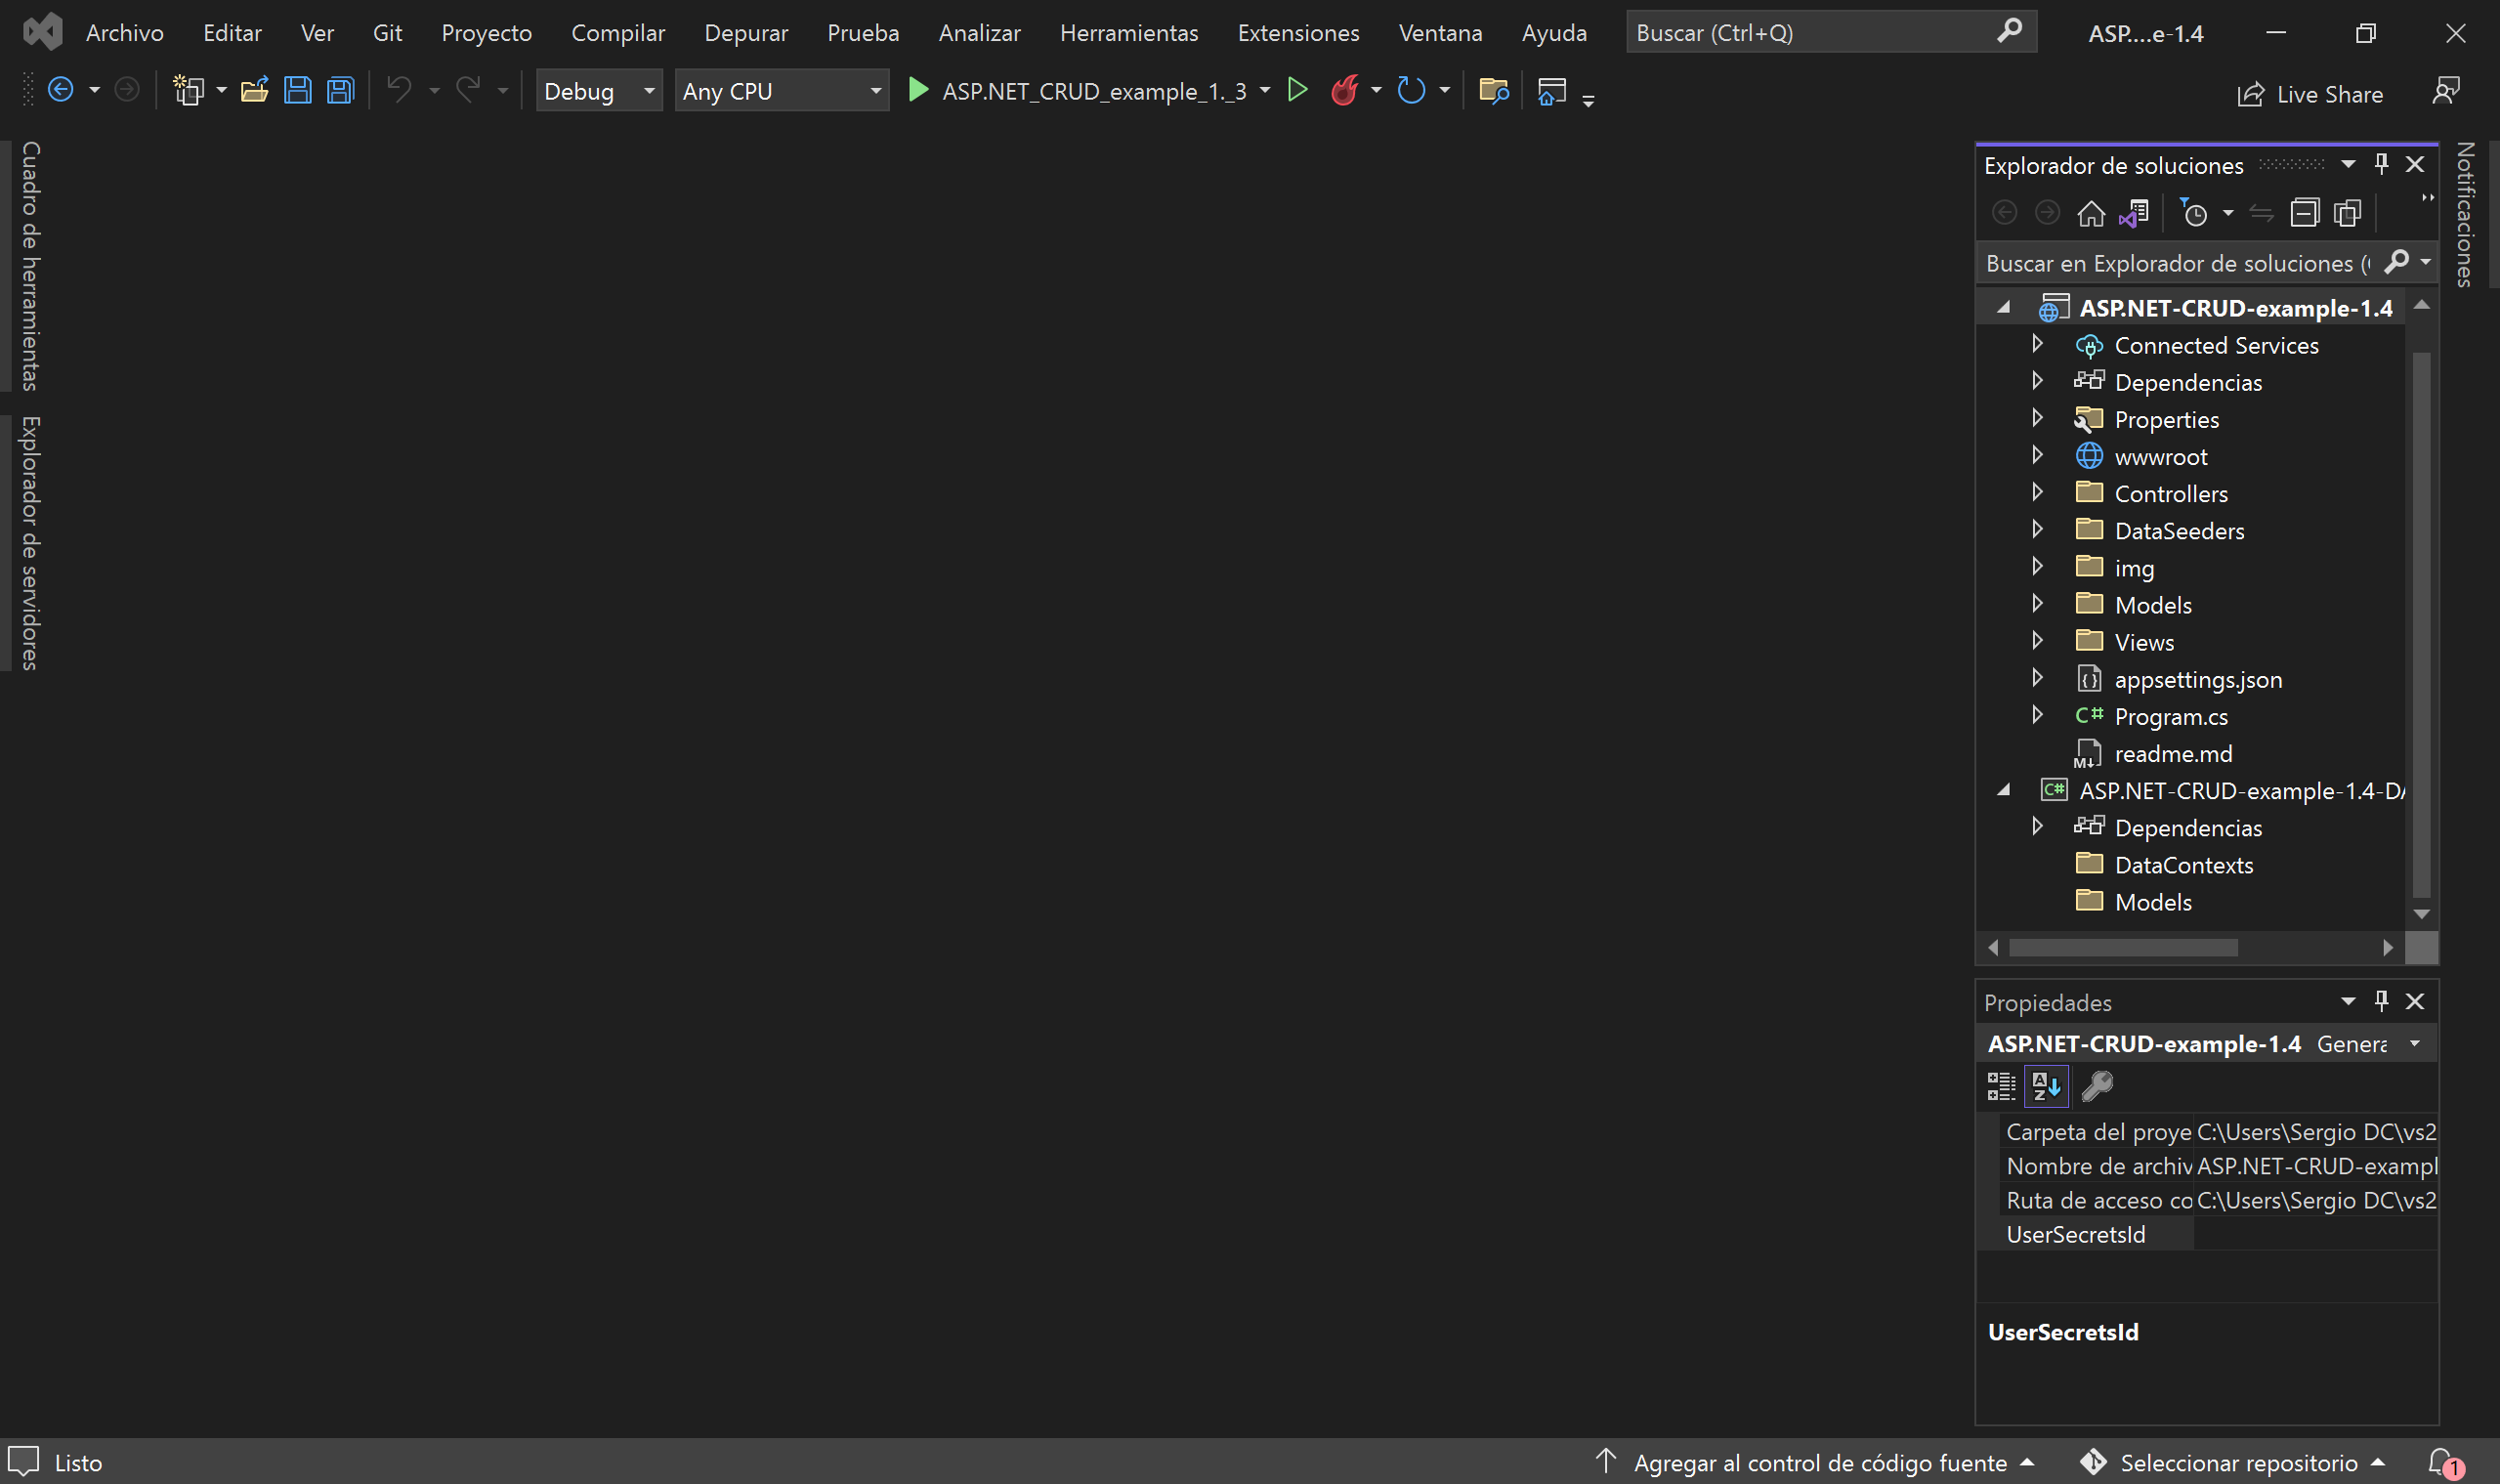 Archivo Editar Ver Git Proyecto Compilar Depurar Prueba Analizar Herramientas Extensiones Ventana Ayuda Buscar (Ctrl+Q) ASP....e-1.4
Debug Any CPU ASP.NET_CRUD_example_1._3 Live Share
Cuadro de herramientas
Explorador de servidores
Explorador de soluciones
Buscar en Explorador de soluciones (
ASP.NET-CRUD-example-1.4
Connected Services
Dependencias
Properties
wwwroot
Controllers
DataSeeders
img
Models
Views
appsettings.json
C# Program.cs
M readme.md
C# ASP.NET-CRUD-example-1.4-DA
Dependencias
DataContexts
Models
Notificaciones
Propiedades
ASP.NET-CRUD-example-1.4 Genera
AZ
Carpeta del proye C:\Users\Sergio DC\vs2
Nombre de archiv ASP.NET-CRUD-exampl
Ruta de acceso co C:\Users\Sergio DC\vs2
UserSecretsId
UserSecretsId
Listo Agregar al control de código fuente Seleccionar repositorio 1